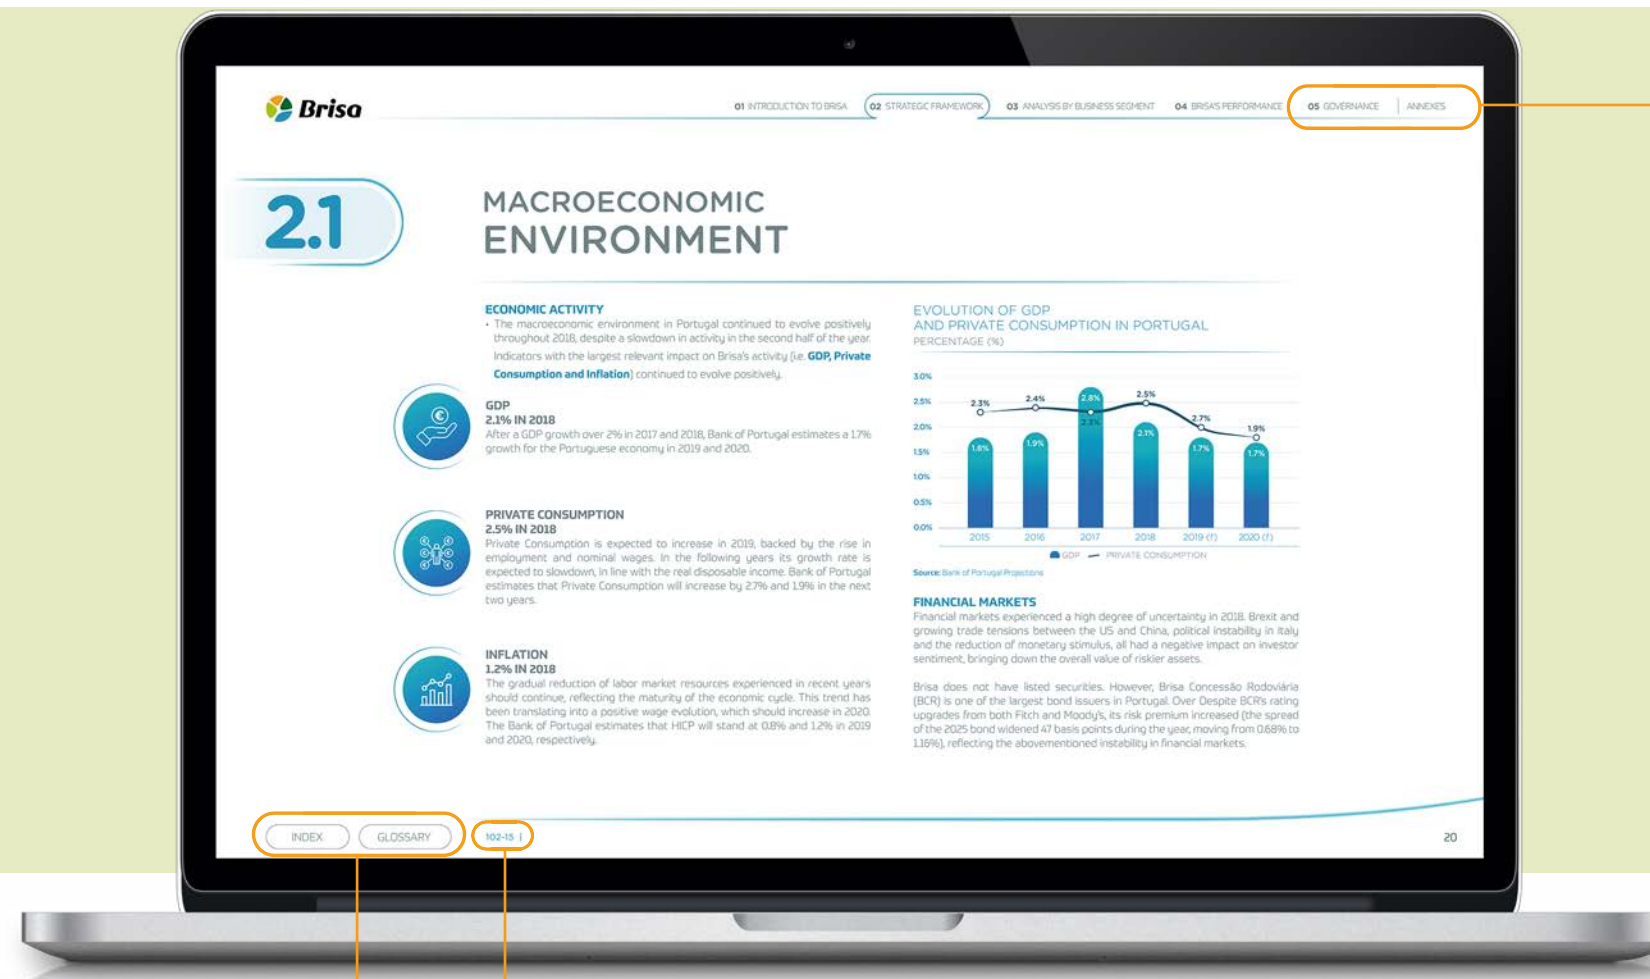 Brisa
01 INTRODUCTION TO BRISA
02 STRATEGIC FRAMEWORK
03 ANALYSIS BY BUSINESS SEGMENT
04 BRISA'S PERFORMANCE
05 GOVERNANCE
ANNEXES
2.1
MACROECONOMIC
ENVIRONMENT
ECONOMIC ACTIVITY
• The macroeconomic environment in Portugal continued to evolve positively
throughout 2018, despite a slowdown in activity in the second half of the year.
Indicators with the largest relevant impact on Brisa's activity (i.e. GDP, Private
Consumption and Inflation) continued to evolve positively.
GDP
2.1% IN 2018
After a GDP growth over 2% in 2017 and 2018, Bank of Portugal estimates a 1.7%
growth for the Portuguese economy in 2019 and 2020.
PRIVATE CONSUMPTION
2.5% IN 2018
Private Consumption is expected to increase in 2019, backed by the rise in
employment and nominal wages. In the following years its growth rate is
expected to slowdown, in line with the real disposable income. Bank of Portugal
estimates that Private Consumption will increase by 2.7% and 1.9% in the next
two years.
INFLATION
1.2% IN 2018
The gradual reduction of labor market resources experienced in recent years
should continue, reflecting the maturity of the economic cycle. This trend has
been translating into a positive wage evolution, which should increase in 2020.
The Bank of Portugal estimates that HICP will stand at 0.8% and 1.2% in 2019
and 2020, respectively.
EVOLUTION OF GDP
AND PRIVATE CONSUMPTION IN PORTUGAL
PERCENTAGE (%)
3.0%
2.5%
2.0%
1.5%
1.0%
0.5%
0.0%
2.3%
2.4%
2.8%
2.3%
2.5%
2.7%
1.9%
1.8%
1.9%
2.1%
1.7%
1.7%
2015
2016
2017
2018
2019 (f)
2020 (f)
GDP
PRIVATE CONSUMPTION
Source: Bank of Portugal Projections
FINANCIAL MARKETS
Financial markets experienced a high degree of uncertainty in 2018. Brexit and
growing trade tensions between the US and China, political instability in Italy
and the reduction of monetary stimulus, all had a negative impact on investor
sentiment, bringing down the overall value of riskier assets.
Brisa does not have listed securities. However, Brisa Concessão Rodoviária
(BCR) is one of the largest bond issuers in Portugal. Over Despite BCR's rating
upgrades from both Fitch and Moody's, its risk premium increased (the spread
of the 2025 bond widened 47 basis points during the year, moving from 0.68% to
1.16%), reflecting the abovementioned instability in financial markets.
INDEX
GLOSSARY
102-15 |
20